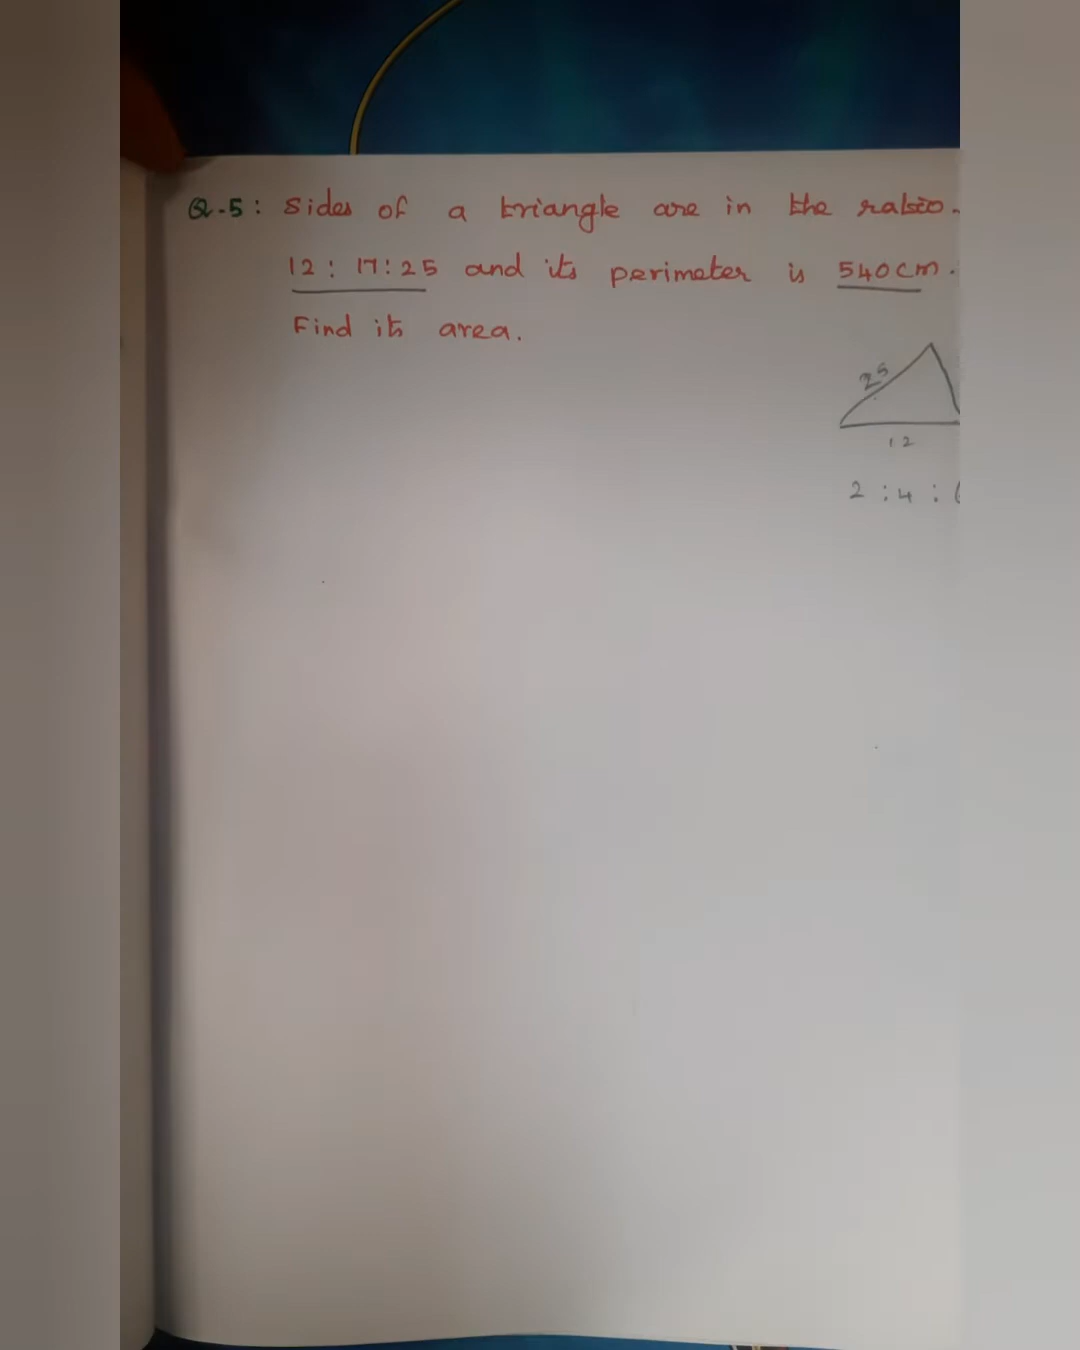 Q.5: Sides of a triangle are in the ratio
12 : 17 : 25 and its perimeter is 540cm.
Find its area.
25
12
2 : 4 :